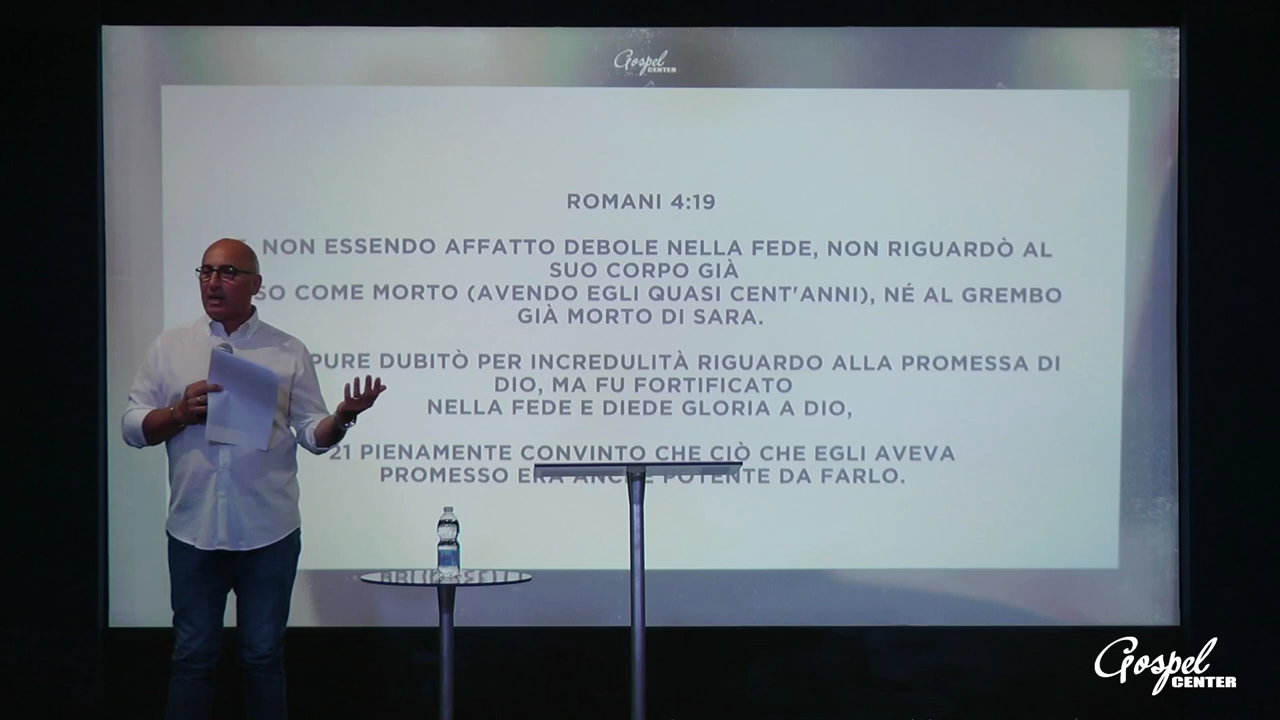 Gospel
CENTER
ROMANI 4:19
NON ESSENDO AFFATTO DEBOLE NELLA FEDE, NON RIGUARDÒ AL
SUO CORPO GIÀ
SO COME MORTO (AVENDO EGLI QUASI CENT'ANNI), NÉ AL GREMBO
GIÀ MORTO DI SARA.
PURE DUBITÒ PER INCREDULITÀ RIGUARDO ALLA PROMESSA DI
DIO, MA FU FORTIFICATO
NELLA FEDE E DIEDE GLORIA A DIO,
21 PIENAMENTE CONVINTO CHE CIÒ CHE EGLI AVEVA
PROMESSO ERA ANCHE POTENTE DA FARLO.
Gospel
CENTER